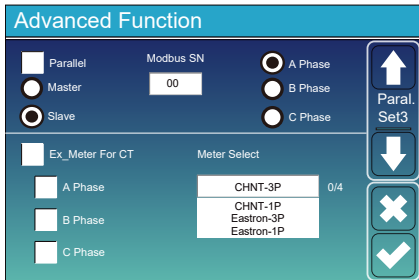 Advanced Function
Parallel
Modbus SN
A Phase
Master
00
B Phase
Paral.
Set3
Slave
C Phase
Ex_Meter For CT
Meter Select
A Phase
CHNT-3P
0/4
CHNT-1P
B Phase
Eastron-3P
Eastron-1P
C Phase